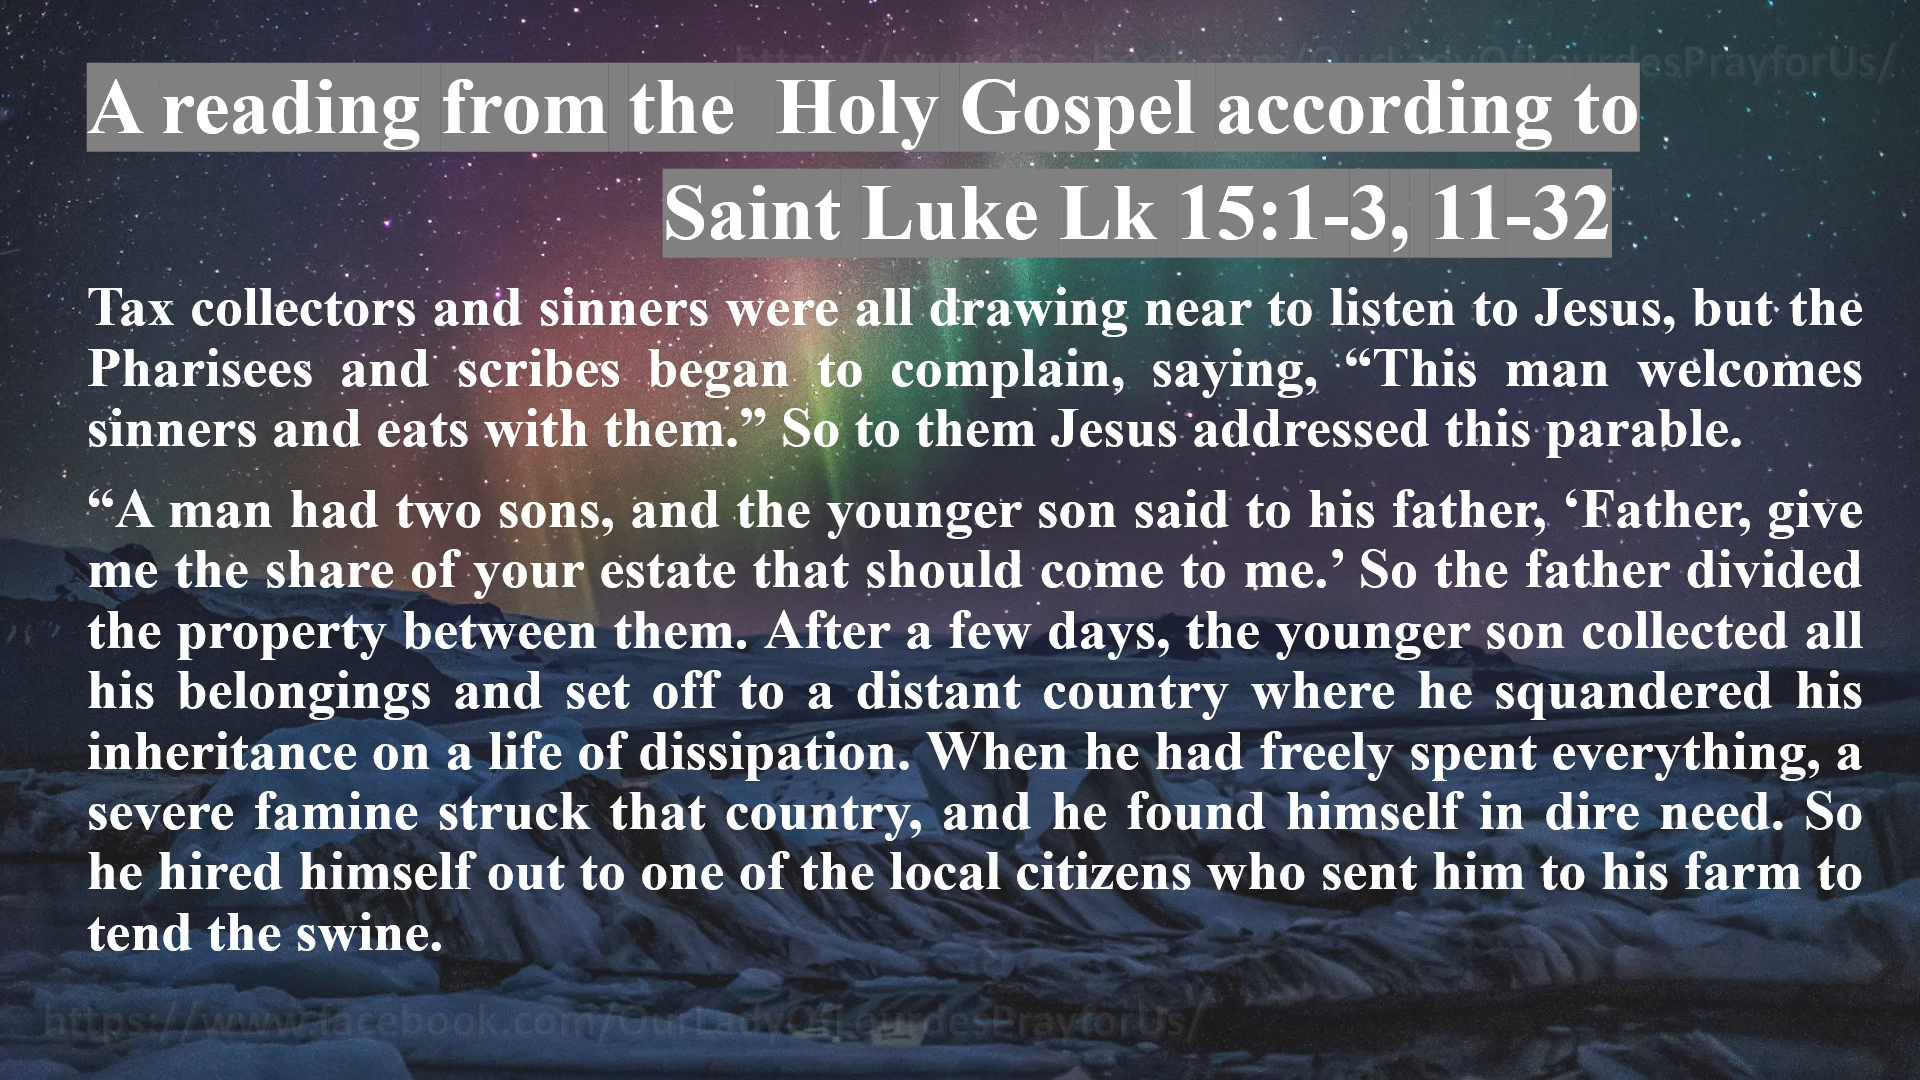 https://www.facebook.com/OurLadyOfLourdesPrayforUs/
A reading from the  Holy Gospel according to
Saint Luke Lk 15:1-3, 11-32
Tax collectors and sinners were all drawing near to listen to Jesus, but the
Pharisees and scribes began to complain, saying, “This man welcomes
sinners and eats with them.” So to them Jesus addressed this parable.
“A man had two sons, and the younger son said to his father, ‘Father, give
me the share of your estate that should come to me.’ So the father divided
the property between them. After a few days, the younger son collected all
his belongings and set off to a distant country where he squandered his
inheritance on a life of dissipation. When he had freely spent everything, a
severe famine struck that country, and he found himself in dire need. So
he hired himself out to one of the local citizens who sent him to his farm to
tend the swine.
https://www.facebook.com/OurLadyOfLourdesPrayforUs/